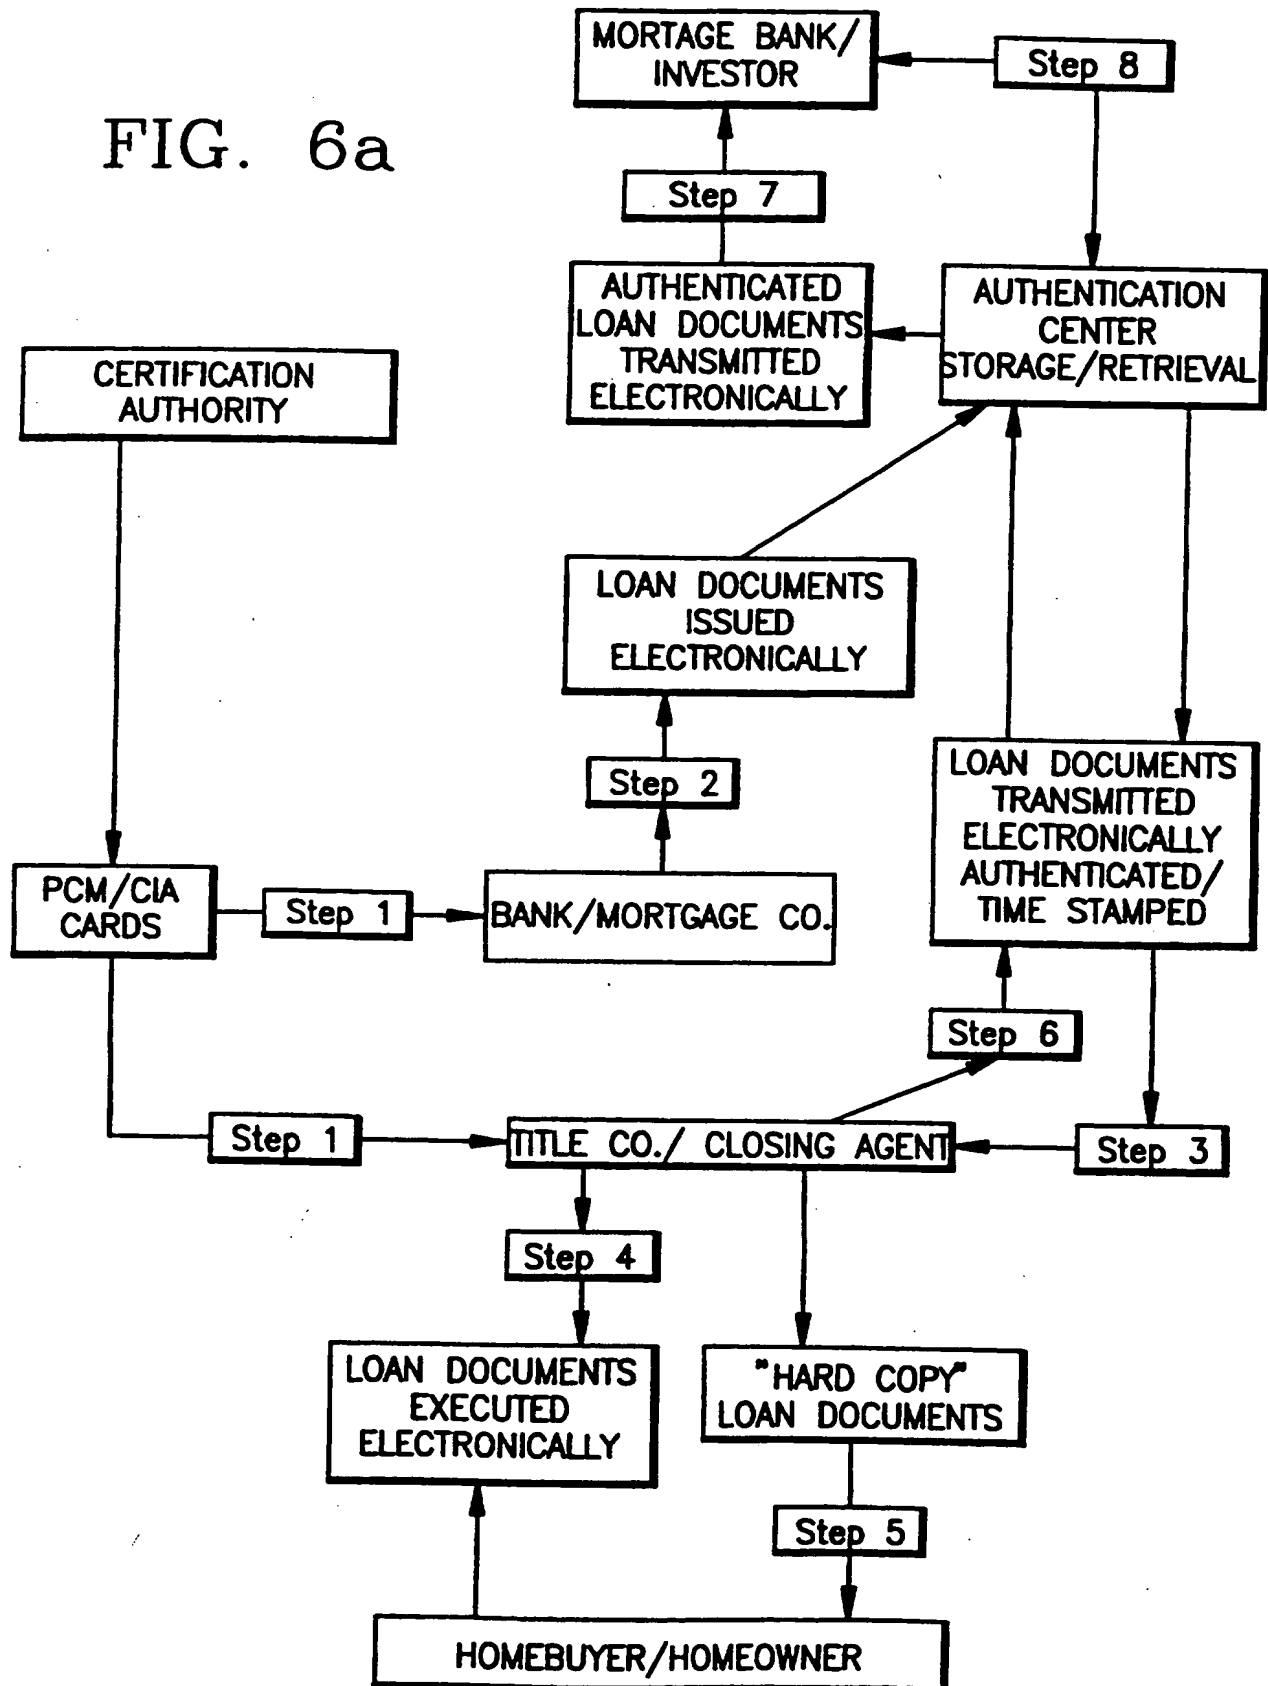 MORTAGE BANK/
INVESTOR
Step 8
FIG. 6a
Step 7
AUTHENTICATED
LOAN DOCUMENTS
TRANSMITTED
ELECTRONICALLY
AUTHENTICATION
CENTER
STORAGE/RETRIEVAL
CERTIFICATION
AUTHORITY
LOAN DOCUMENTS
ISSUED
ELECTRONICALLY
Step 2
LOAN DOCUMENTS
TRANSMITTED
ELECTRONICALLY
AUTHENTICATED/
TIME STAMPED
PCM/CIA
CARDS
Step 1
BANK/MORTGAGE CO.
Step 6
Step 1
TITLE CO./ CLOSING AGENT
Step 3
Step 4
LOAN DOCUMENTS
EXECUTED
ELECTRONICALLY
"HARD COPY"
LOAN DOCUMENTS
Step 5
HOMEBUYER/HOMEOWNER